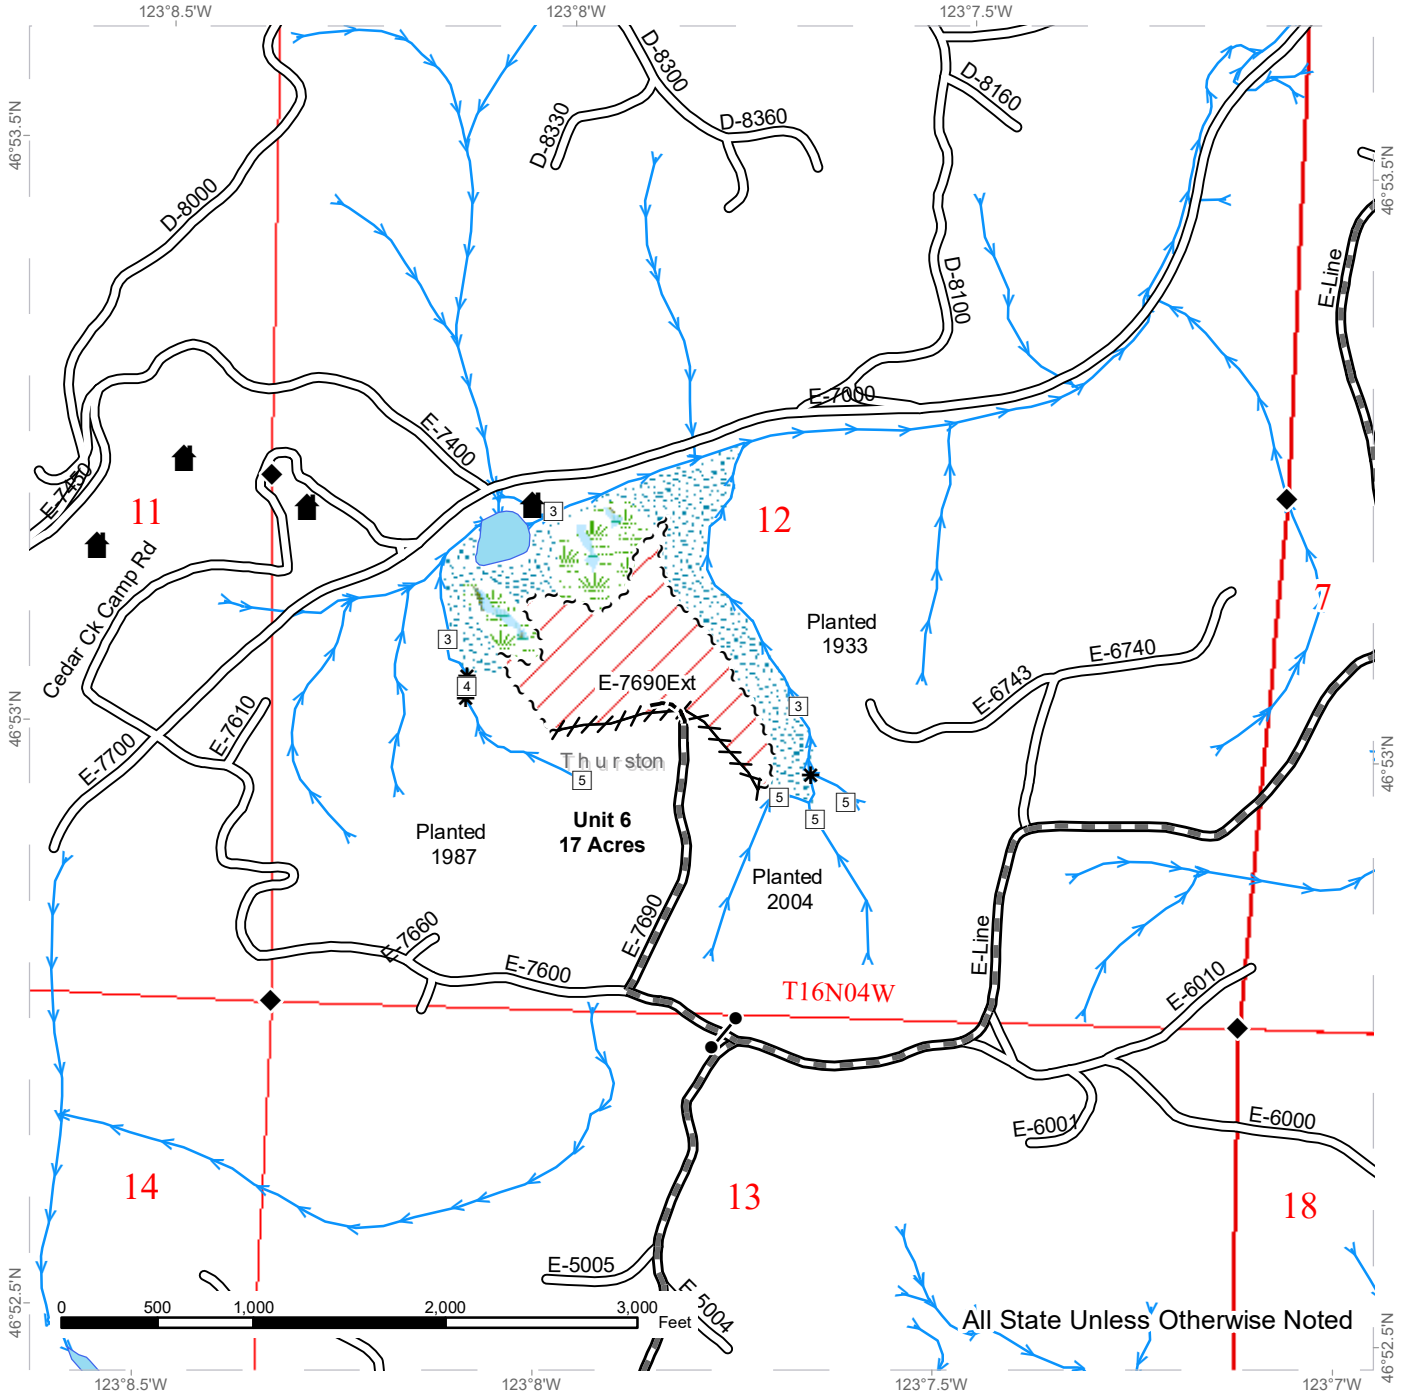 123°8.5'W
123°8'W
123°7.5'W
46°53.5'N
46°53.5'N
D-8300
D-8330
D-8360
D-8160
D-8000
D-8100
E-Line
E-7000
E-7400
E-7450
11
3
12
Cedar Ck Camp Rd
7
Planted
1933
3
E-6740
E-6743
4
E-7690Ext
3
46°53'N
46°53'N
E-7610
E-7700
Thurston
5
5
5
5
Unit 6
17 Acres
Planted
1987
Planted
2004
E-7690
E-7660
E-Line
E-7600
E-6010
T16N04W
E-6001
E-6000
14
13
18
E-5005
E-5004
46°52.5'N
46°52.5'N
0 500 1,000 2,000 3,000
Feet
All State Unless Otherwise Noted
123°8.5'W
123°8'W
123°7.5'W
123°7'W